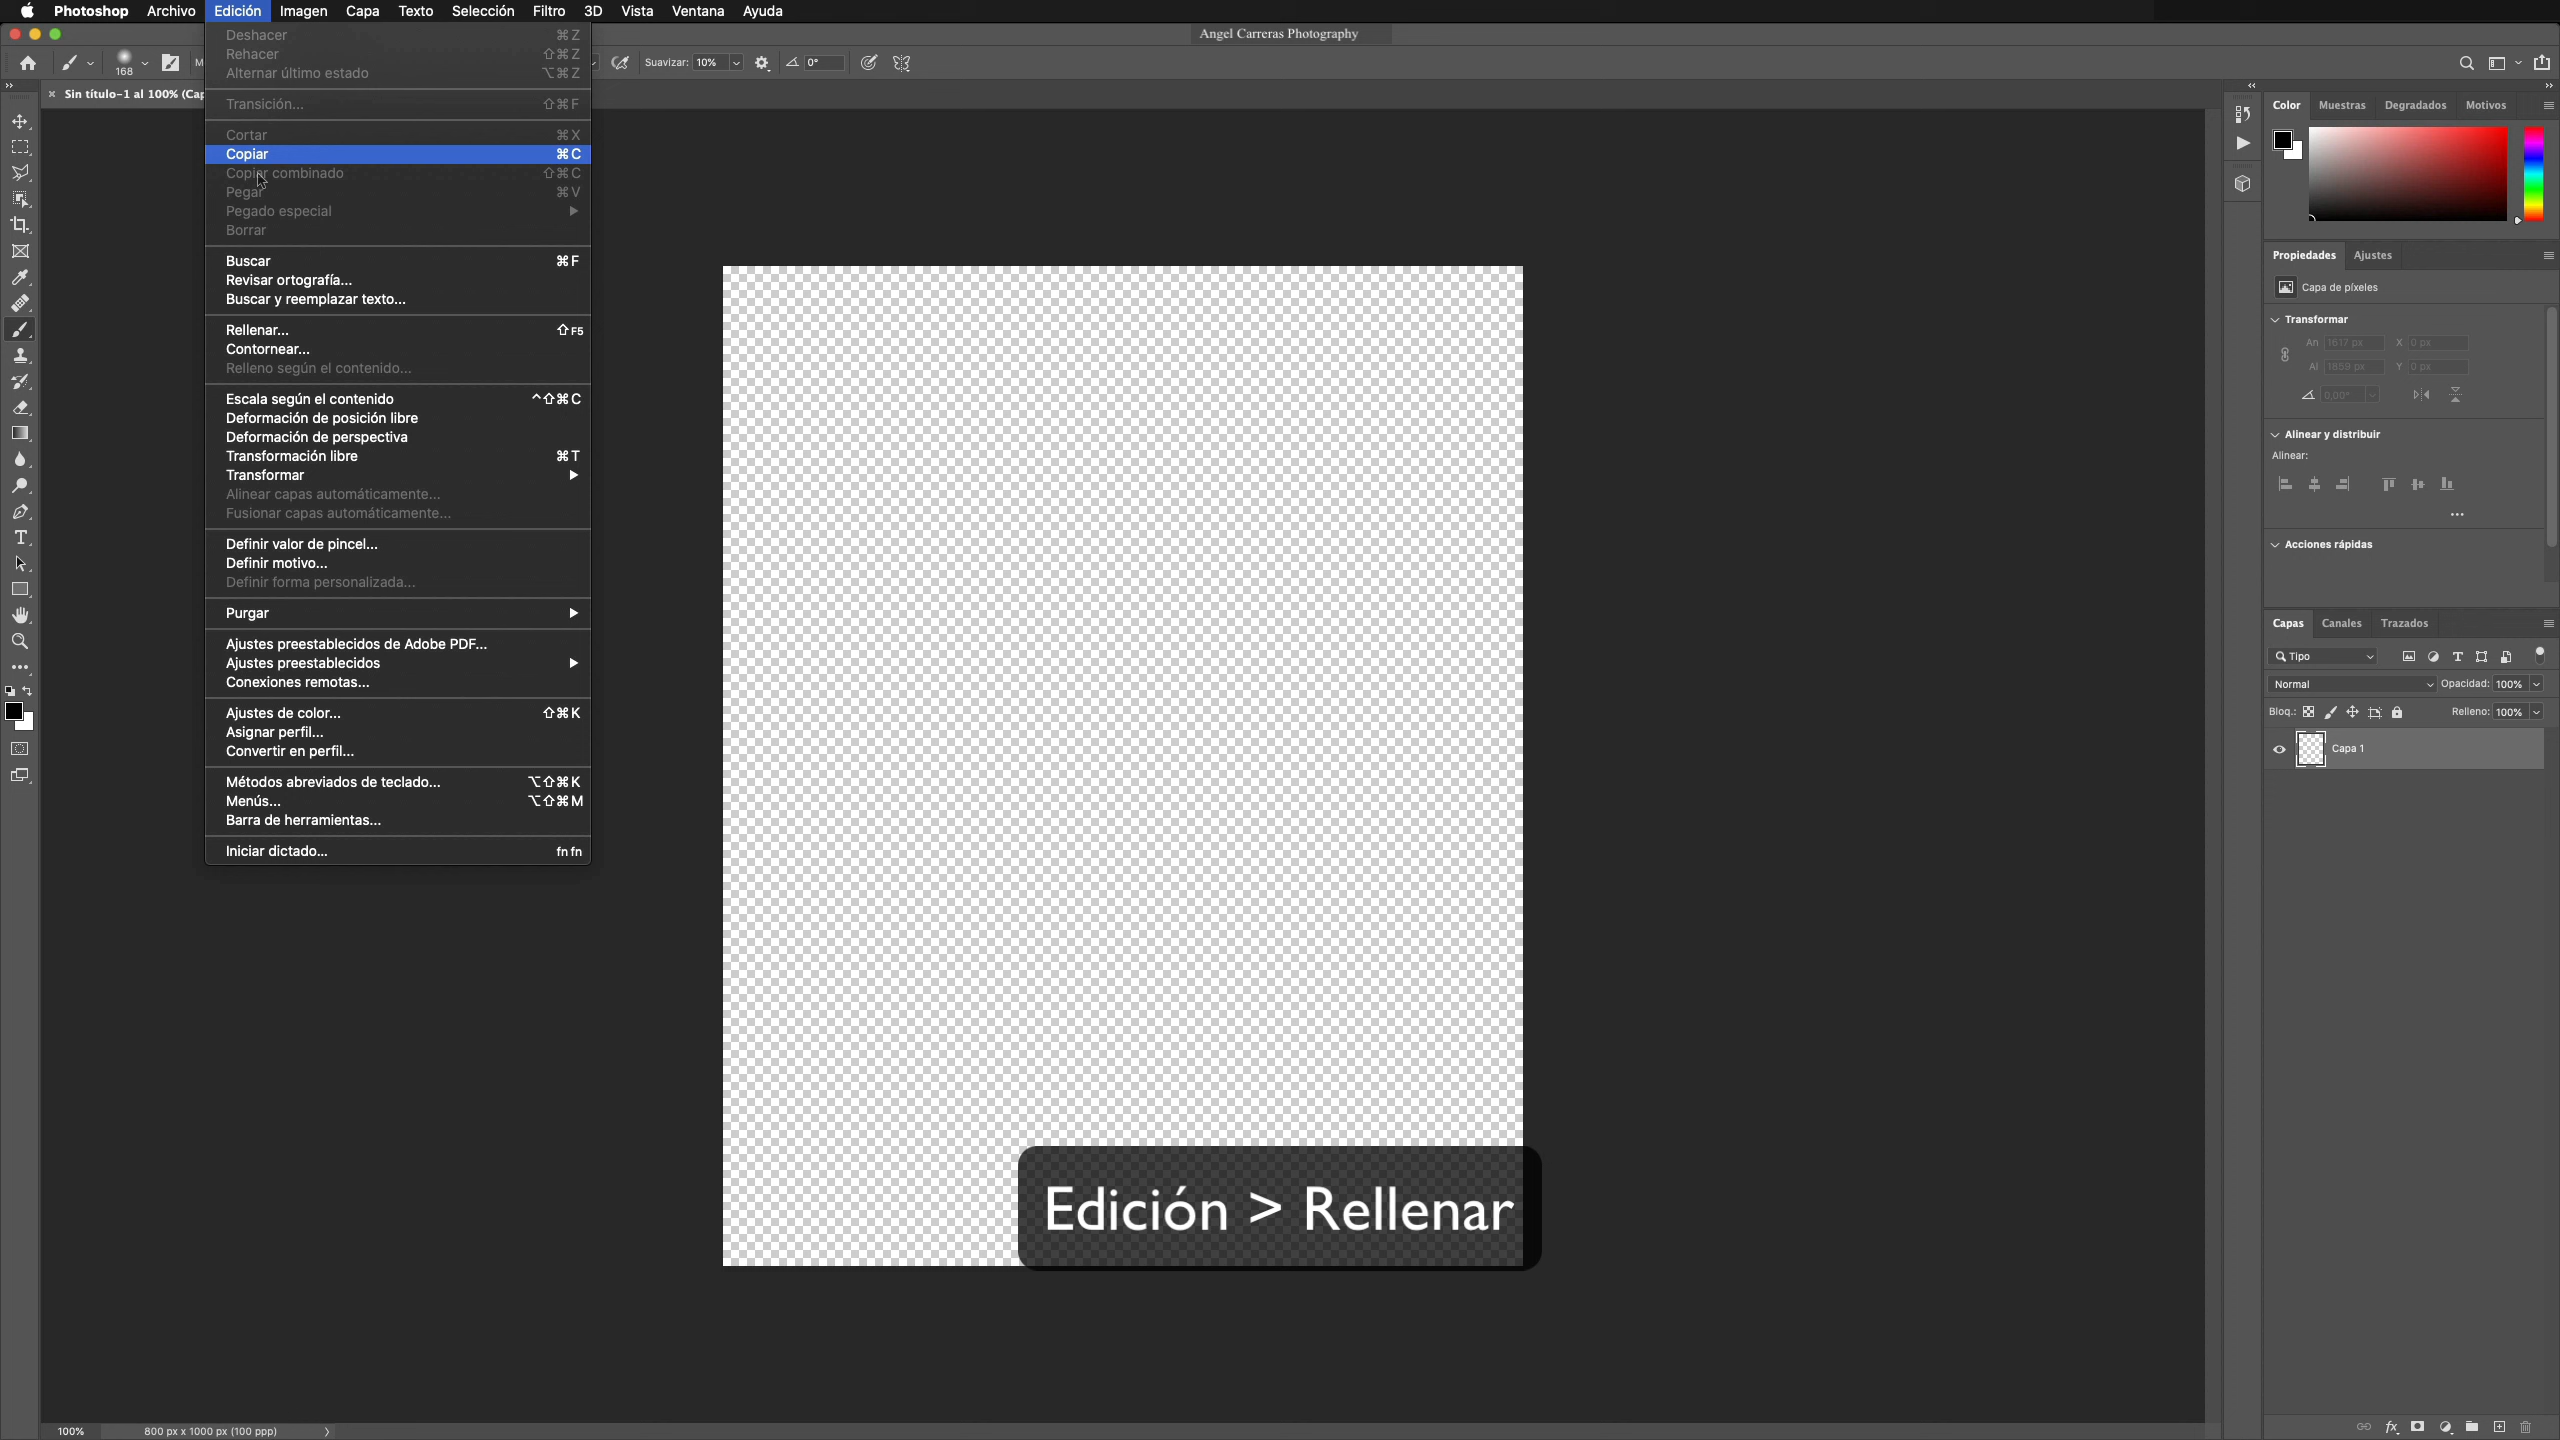 Photoshop Archivo Edición Imagen Capa Texto Selección Filtro 3D Vista Ventana Ayuda
Angel Carreras Photography
168
Suavizar: 10%
0°
Sin título-1 al 100% (Cap
Deshacer ⌘Z
Rehacer ⇧⌘Z
Alternar último estado ⌥⌘Z
Transición... ⇧⌘F
Cortar ⌘X
Copiar ⌘C
Copiar combinado ⇧⌘C
Pegar ⌘V
Pegado especial
Borrar
Buscar ⌘F
Revisar ortografía...
Buscar y reemplazar texto...
Rellenar... ⇧F5
Contornear...
Relleno según el contenido...
Escala según el contenido ^⇧⌘C
Deformación de posición libre
Deformación de perspectiva
Transformación libre ⌘T
Transformar
Alinear capas automáticamente...
Fusionar capas automáticamente...
Definir valor de pincel...
Definir motivo...
Definir forma personalizada...
Purgar
Ajustes preestablecidos de Adobe PDF...
Ajustes preestablecidos
Conexiones remotas...
Ajustes de color... ⇧⌘K
Asignar perfil...
Convertir en perfil...
Métodos abreviados de teclado... ⌥⇧⌘K
Menús... ⌥⇧⌘M
Barra de herramientas...
Iniciar dictado... fn fn
Color Muestras Degradados Motivos
Propiedades Ajustes
Capa de píxeles
Transformar
An 1617 px X 0 px
Al 1859 px Y 0 px
0,00°
Alinear y distribuir
Alinear:
Acciones rápidas
Capas Canales Trazados
Tipo
Normal Opacidad: 100%
Bloq.: Relleno: 100%
Capa 1
Edición > Rellenar
100% 800 px x 1000 px (100 ppp)